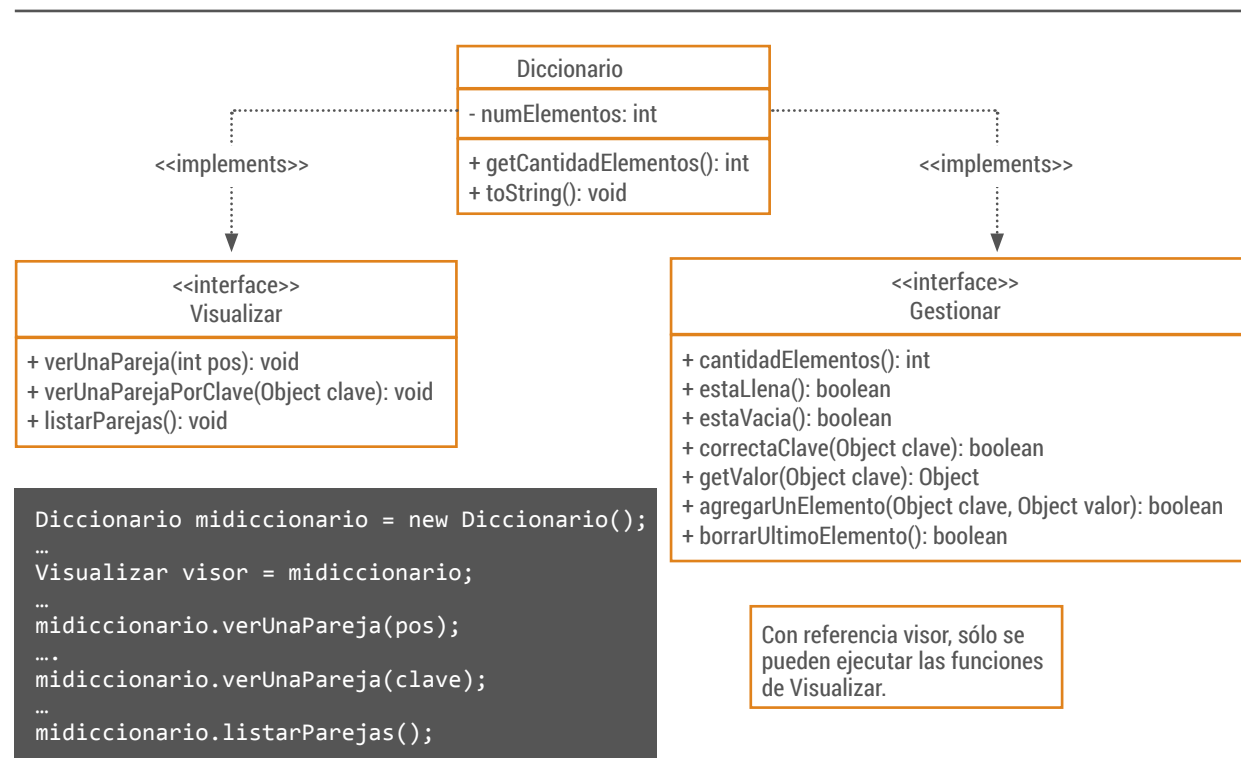 Diccionario
- numElementos: int
+ getCantidadElementos(): int
+ toString(): void
<<implements>>
<<implements>>
<<interface>>
Visualizar
+ verUnaPareja(int pos): void
+ verUnaParejaPorClave(Object clave): void
+ listarParejas(): void
<<interface>>
Gestionar
+ cantidadElementos(): int
+ estaLlena(): boolean
+ estaVacia(): boolean
+ correctaClave(Object clave): boolean
+ getValor(Object clave): Object
+ agregarUnElemento(Object clave, Object valor): boolean
+ borrarUltimoElemento(): boolean
Diccionario midiccionario = new Diccionario();
…
Visualizar visor = midiccionario;
…
midiccionario.verUnaPareja(pos);
….
midiccionario.verUnaPareja(clave);
…
midiccionario.listarParejas();
Con referencia visor, sólo se
pueden ejecutar las funciones
de Visualizar.